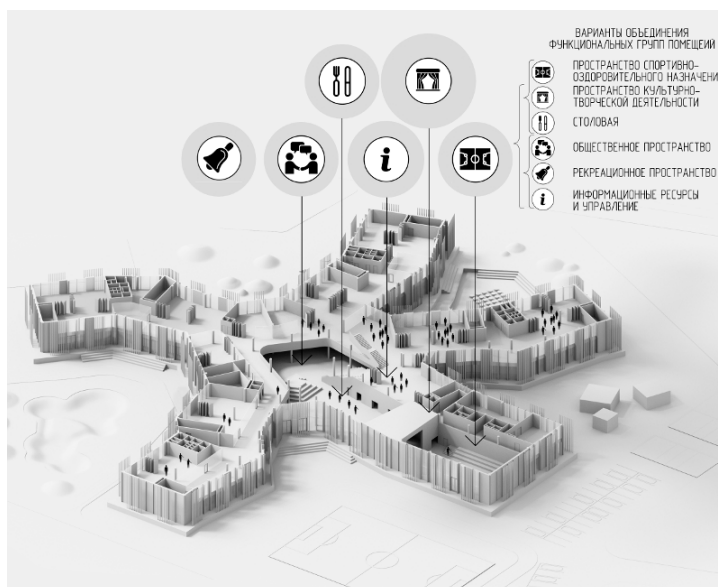 ВАРИАНТЫ ОБЪЕДИНЕНИЯ
ФУНКЦИОНАЛЬНЫХ ГРУПП ПОМЕЩЕИЙ
ПРОСТРАНСТВО СПОРТИВНО-
ОЗДОРОВИТЕЛЬНОГО НАЗНАЧЕНИ
ПРОСТРАНСТВО КУЛЬТУРНО-
ТВОРЧЕСКОЙ ДЕЯТЕЛЬНОСТИ
СТОЛОВАЯ
ОБЩЕСТВЕННОЕ ПРОСТРАНСТВО
РЕКРЕАЦИОННОЕ ПРОСТРАНСТВО
ИНФОРМАЦИОННЫЕ РЕСУРСЫ
И УПРАВЛЕНИЕ